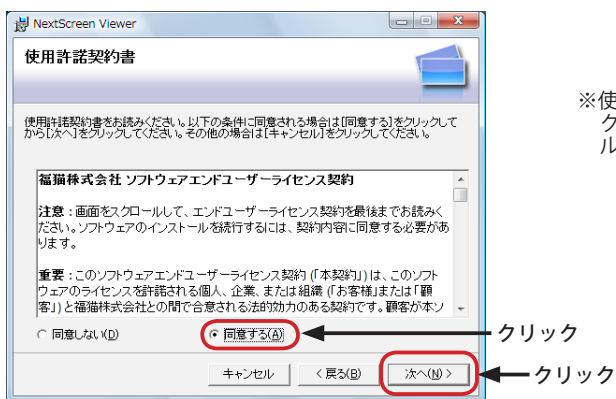 NextScreen Viewer
使用許諾契約書
使用許諾契約書をお読みください。以下の条件に同意される場合は[同意する]をクリックして
から[次へ]をクリックしてください。その他の場合は[キャンセル]をクリックしてください。
福猫株式会社 ソフトウェアエンドユーザーライセンス契約
注意：画面をスクロールして、エンドユーザーライセンス契約を最後までお読みく
ださい。ソフトウェアのインストールを続行するには、契約内容に同意する必要があ
ります。
重要：このソフトウェアエンドユーザーライセンス契約（「本契約」）は、このソフト
ウェアのライセンスを許諾される個人、企業、または組織（「お客様」または「顧
客」）と福猫株式会社との間で合意される法的効力のある契約です。顧客が本ソ
同意しない(D)
同意する(A)
クリック
キャンセル
< 戻る(B)
次へ(N) >
クリック
※使
ク
ル